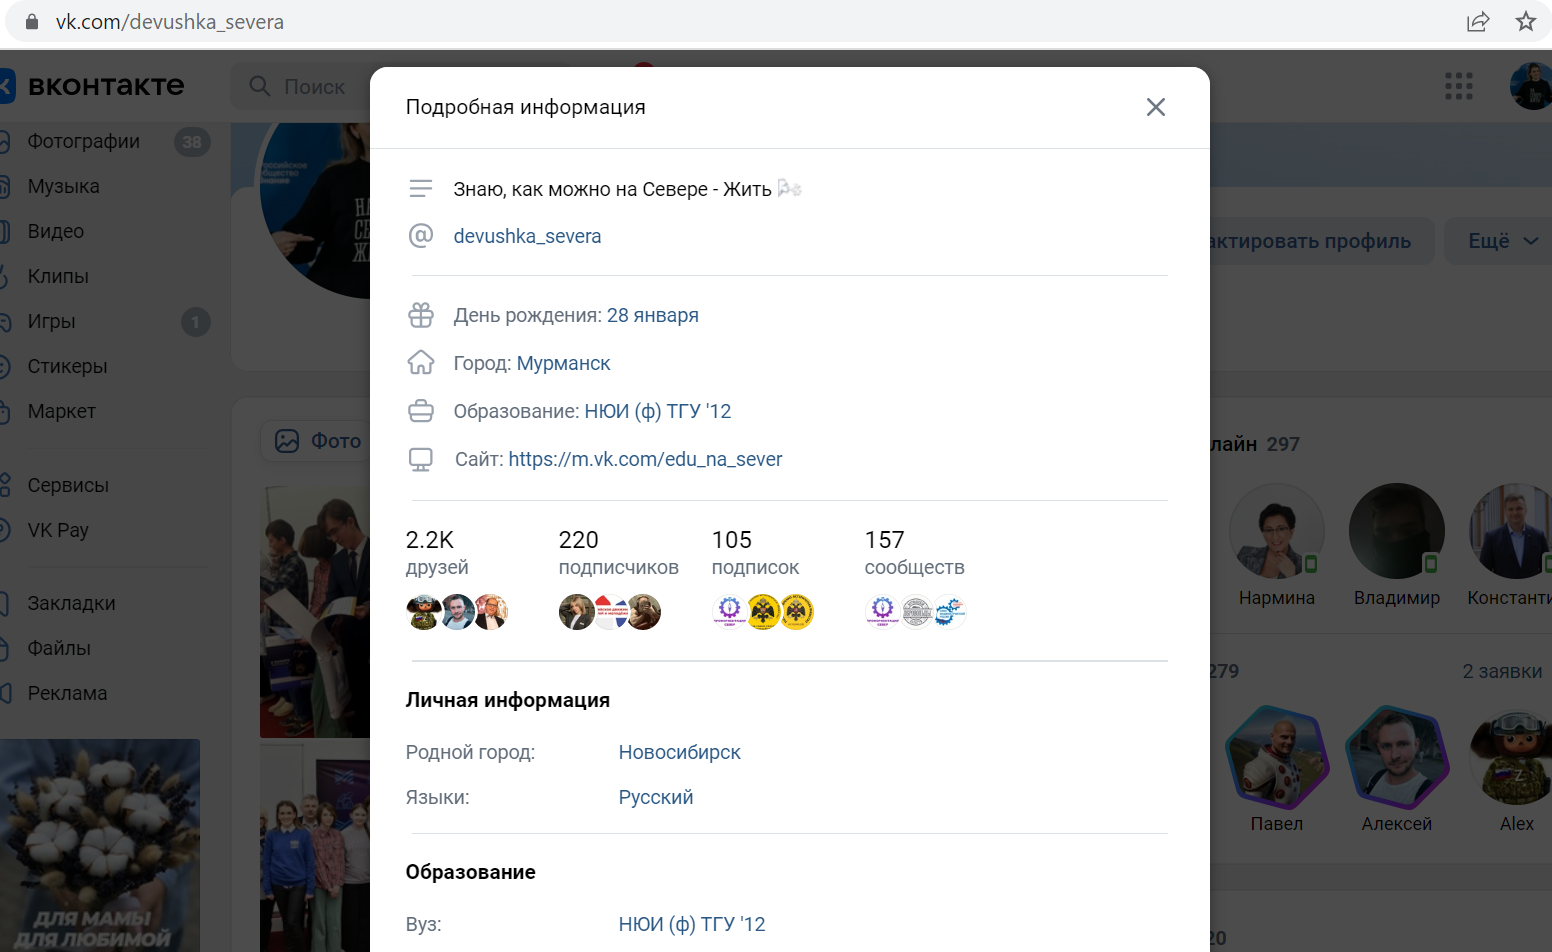 vk.com/devushka_severa
вконтакте
Поиск
Фотографии 38
Музыка
Видео
Клипы
Игры 1
Стикеры
Маркет
Сервисы
VK Pay
Закладки
Файлы
Реклама
ДЛЯ МАМЫ
ДЛЯ ЛЮБИМОЙ
Фото
Подробная информация
Знаю, как можно на Севере - Жить
devushka_severa
День рождения: 28 января
Город: Мурманск
Образование: НЮИ (ф) ТГУ '12
Сайт: https://m.vk.com/edu_na_sever
2.2K 220 105 157
друзей подписчиков подписок сообществ
Личная информация
Родной город: Новосибирск
Языки: Русский
Образование
Вуз: НЮИ (ф) ТГУ '12
актировать профиль Ещё
лайн 297
Нармина Владимир Константи
279 2 заявки
Павел Алексей Alex
20